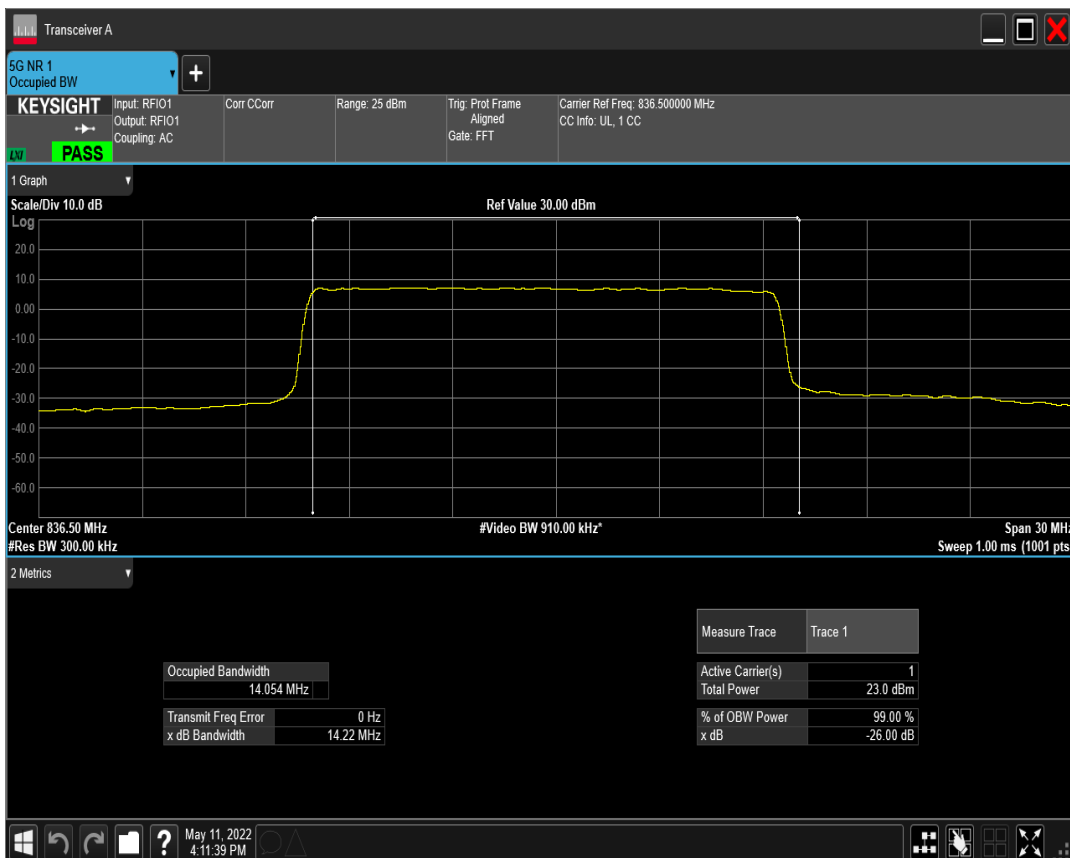 Transceiver A
5G NR 1
Occupied BW
+
KEYSIGHT
LXI
PASS
Input: RFIO1
Output: RFIO1
Coupling: AC
Corr CCorr
Range: 25 dBm
Trig: Prot Frame
Aligned
Gate: FFT
Carrier Ref Freq: 836.500000 MHz
CC Info: UL, 1 CC
1 Graph
Scale/Div 10.0 dB
Ref Value 30.00 dBm
Log
20.0
10.0
0.00
-10.0
-20.0
-30.0
-40.0
-50.0
-60.0
Center 836.50 MHz
#Video BW 910.00 kHz*
Span 30 MHz
#Res BW 300.00 kHz
Sweep 1.00 ms (1001 pts
2 Metrics
Measure Trace Trace 1
Occupied Bandwidth
14.054 MHz
Active Carrier(s) 1
Total Power 23.0 dBm
Transmit Freq Error 0 Hz
x dB Bandwidth 14.22 MHz
% of OBW Power 99.00 %
x dB -26.00 dB
?
May 11, 2022
4:11:39 PM